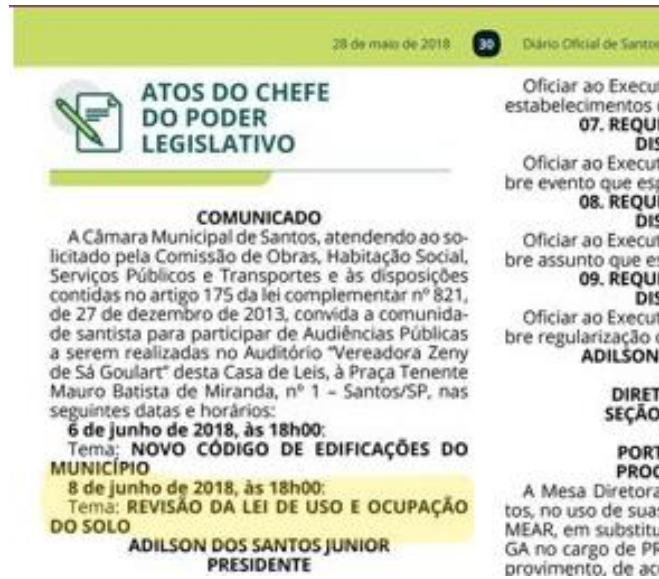 28 de maio de 2018
30
Diário Oficial de Santos
ATOS DO CHEFE
DO PODER
LEGISLATIVO
COMUNICADO
A Câmara Municipal de Santos, atendendo ao so-
licitado pela Comissão de Obras, Habitação Social,
Serviços Públicos e Transportes e às disposições
contidas no artigo 175 da lei complementar nº 821,
de 27 de dezembro de 2013, convida a comunida-
de santista para participar de Audiências Públicas
a serem realizadas no Auditório "Vereadora Zeny
de Sá Goulart" desta Casa de Leis, à Praça Tenente
Mauro Batista de Miranda, nº 1 – Santos/SP, nas
seguintes datas e horários:
6 de junho de 2018, às 18h00:
Tema: NOVO CÓDIGO DE EDIFICAÇÕES DO
MUNICÍPIO
8 de junho de 2018, às 18h00:
Tema: REVISÃO DA LEI DE USO E OCUPAÇÃO
DO SOLO
ADILSON DOS SANTOS JUNIOR
PRESIDENTE
Oficiar ao Execut
estabelecimentos
07. REQUE
DIS
Oficiar ao Execut
bre evento que esp
08. REQUE
DIS
Oficiar ao Execut
bre assunto que es
09. REQUE
DIS
Oficiar ao Execut
bre regularização
ADILSON
DIRET
SEÇÃO
PORT
PROC
A Mesa Diretora
tos, no uso de suas
MEAR, em substitu
GA no cargo de PR
provimento, de aco